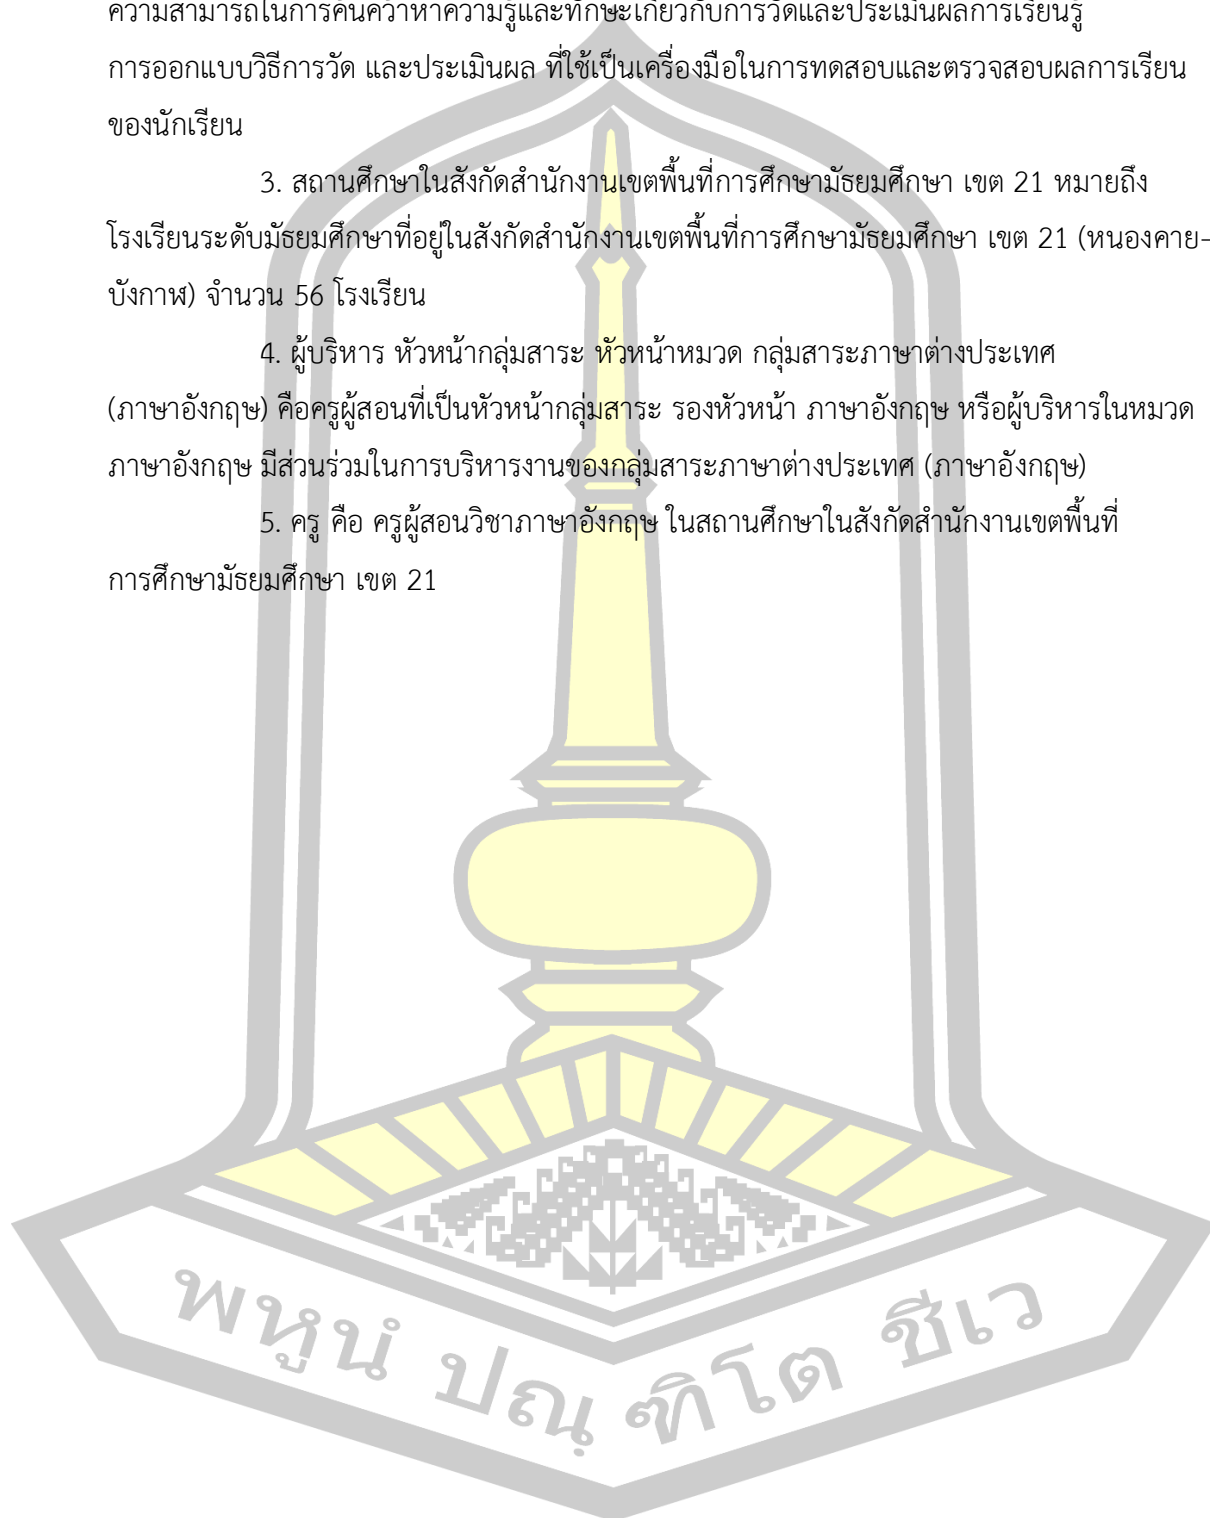 ความสามารถในการค้นคว้าหาความรู้และทักษะเกี่ยวกับการวัดและประเมินผลการเรียนรู้
การออกแบบวิธีการวัด และประเมินผล ที่ใช้เป็นเครื่องมือในการทดสอบและตรวจสอบผลการเรียน
ของนักเรียน
3. สถานศึกษาในสังกัดสำนักงานเขตพื้นที่การศึกษามัธยมศึกษา เขต 21 หมายถึง
โรงเรียนระดับมัธยมศึกษาที่อยู่ในสังกัดสำนักงานเขตพื้นที่การศึกษามัธยมศึกษา เขต 21 (หนองคาย-
บังกาฬ) จำนวน 56 โรงเรียน
4. ผู้บริหาร หัวหน้ากลุ่มสาระ หัวหน้าหมวด กลุ่มสาระภาษาต่างประเทศ
(ภาษาอังกฤษ) คือครูผู้สอนที่เป็นหัวหน้ากลุ่มสาระ รองหัวหน้า ภาษาอังกฤษ หรือผู้บริหารในหมวด
ภาษาอังกฤษ มีส่วนร่วมในการบริหารงานของกลุ่มสาระภาษาต่างประเทศ (ภาษาอังกฤษ)
5. ครู คือ ครูผู้สอนวิชาภาษาอังกฤษ ในสถานศึกษาในสังกัดสำนักงานเขตพื้นที่
การศึกษามัธยมศึกษา เขต 21
พหูนํ ปณฺฑิโต ชีเว